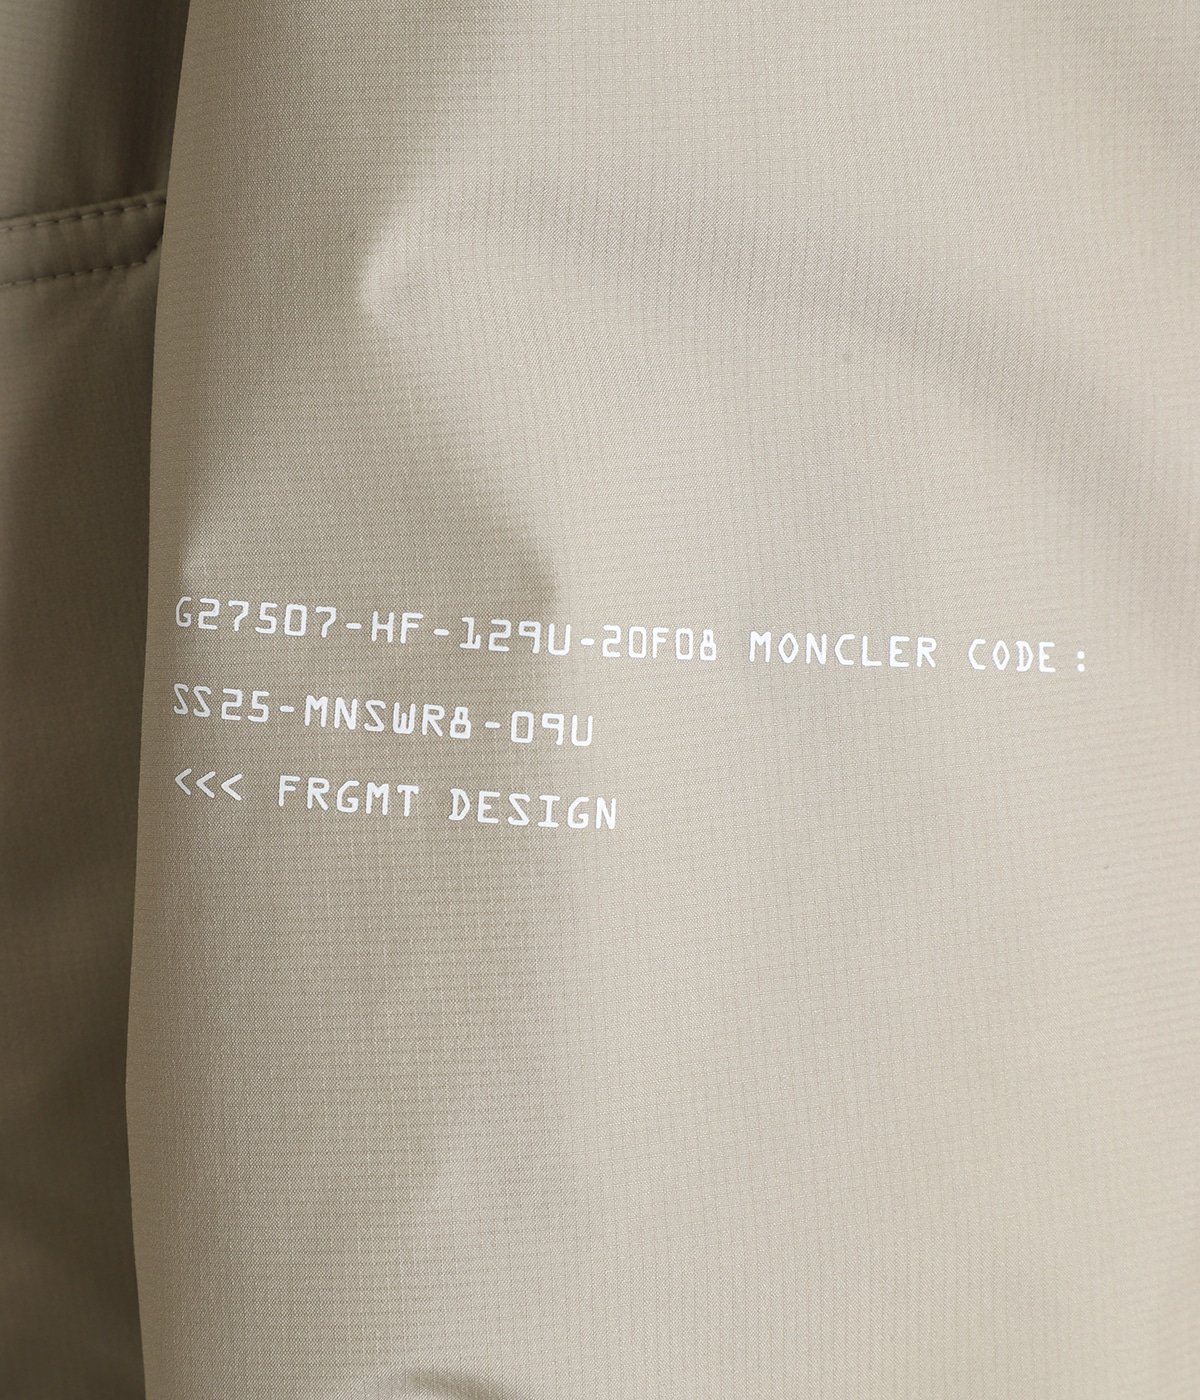 G27507-HF-129U-20F08 MONCLER CODE:
SS25-MNSWR8-09U
<<< FRGMT DESIGN